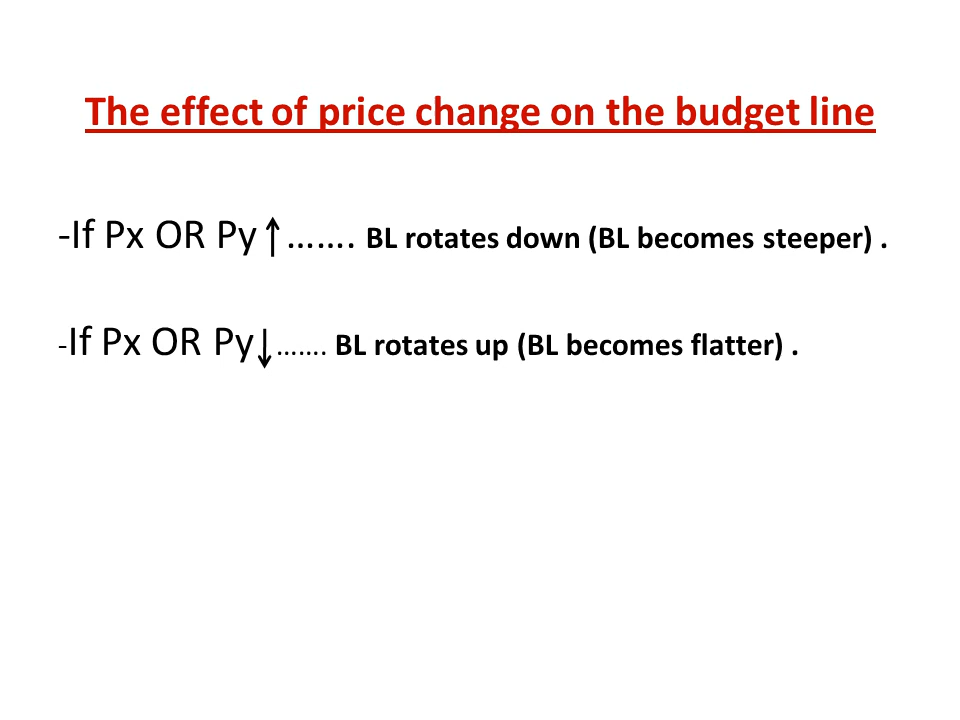 The effect of price change on the budget line
-If Px OR Py↑……. BL rotates down (BL becomes steeper) .
-If Px OR Py↓……. BL rotates up (BL becomes flatter) .